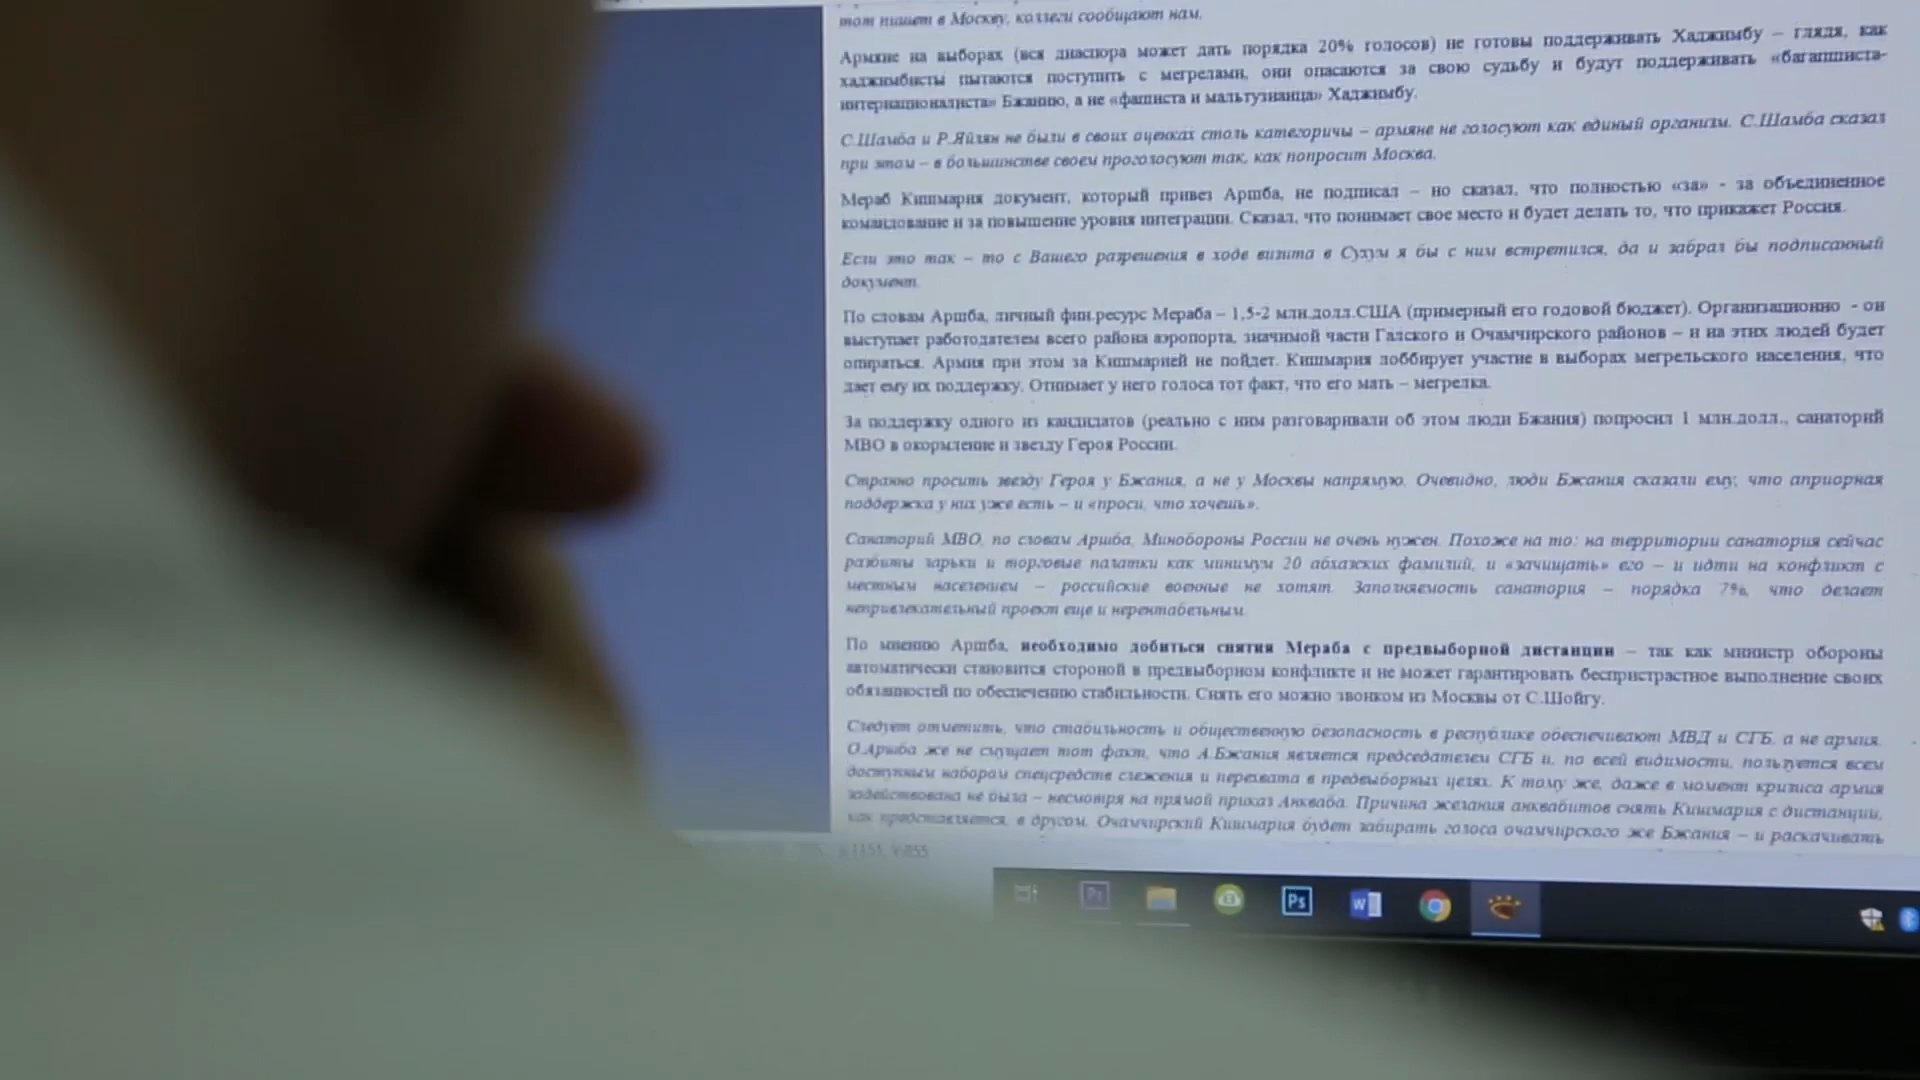 тот пишет в Москву, коллеги сообщают нам.
Армяне на выборах (вся диаспора может дать порядка 20% голосов) не готовы поддерживать Хаджимбу – глядя, как
хаджимбисты пытаются поступить с мегрелами, они опасаются за свою судьбу и будут поддерживать «багапшиста-
интернационалиста» Бжанию, а не «фашиста и мальтузианца» Хаджимбу.
С.Шамба и Р.Яйлян не были в своих оценках столь категоричны – армяне не голосуют как единый организм. С.Шамба сказал
при этом – в большинстве своем проголосуют так, как попросит Москва.
Мераб Кишмария документ, который привез Аршба, не подписал – но сказал, что полностью «за» - за объединенное
командование и за повышение уровня интеграции. Сказал, что понимает свое место и будет делать то, что прикажет Россия.
Если это так – то с Вашего разрешения в ходе визита в Сухум я бы с ним встретился, да и забрал бы подписанный
документ.
По словам Аршба, личный фин.ресурс Мераба – 1,5-2 млн.долл.США (примерный его годовой бюджет). Организационно - он
выступает работодателем всего района аэропорта, значимой части Галского и Очамчирского районов – и на этих людей будет
опираться. Армия при этом за Кишмарией не пойдет. Кишмария лоббирует участие в выборах мегрельского населения, что
дает ему их поддержку. Отнимает у него голоса тот факт, что его мать – мегрелка.
За поддержку одного из кандидатов (реально с ним разговаривали об этом люди Бжания) попросил 1 млн.долл., санаторий
МВО в окормление и звезду Героя России.
Странно просить звезду Героя у Бжания, а не у Москвы напрямую. Очевидно, люди Бжания сказали ему, что априорная
поддержка у них уже есть – и «проси, что хочешь».
Санаторий МВО, по словам Аршба, Минобороны России не очень нужен. Похоже на то: на территории санатория сейчас
разбиты ларьки и торговые палатки как минимум 20 абхазских фамилий, и «зачищать» его – и идти на конфликт с
местным населением – российские военные не хотят. Заполняемость санатория – порядка 7%, что делает
непривлекательный проект еще и нерентабельным.
По мнению Аршба, необходимо добиться снятия Мераба с предвыборной дистанции – так как министр обороны
автоматически становится стороной в предвыборном конфликте и не может гарантировать беспристрастное выполнение своих
обязанностей по обеспечению стабильности. Снять его можно звонком из Москвы от С.Шойгу.
Следует отметить, что стабильность и общественную безопасность в республике обеспечивают МВД и СГБ, а не армия.
О.Аршба же не смущает тот факт, что А.Бжания является председателем СГБ и, по всей видимости, пользуется всем
доступным набором спецсредств слежения и перехвата в предвыборных целях. К тому же, даже в момент кризиса армия
задействована не была – несмотря на прямой приказ Анкваба. Причина желания анквабитов снять Кишмария с дистанции,
как представляется, в другом. Очамчирский Кишмария будет забирать голоса очамчирского же Бжания – и раскачивать
Pr
Ps
W